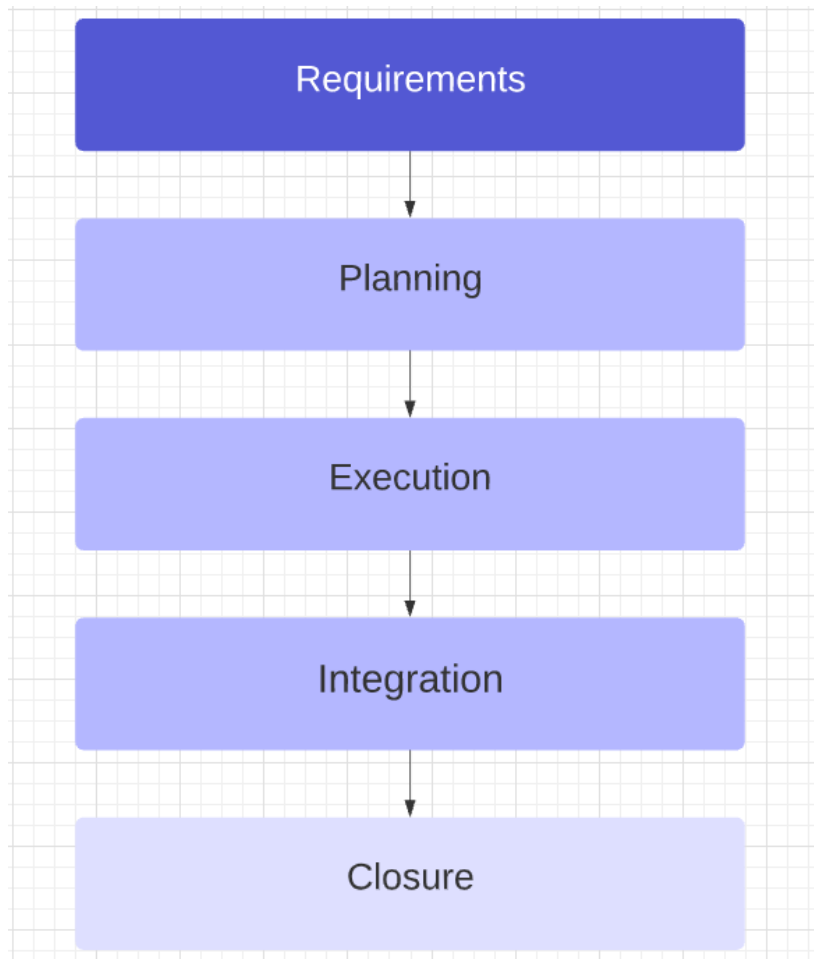 Requirements
Planning
Execution
Integration
Closure